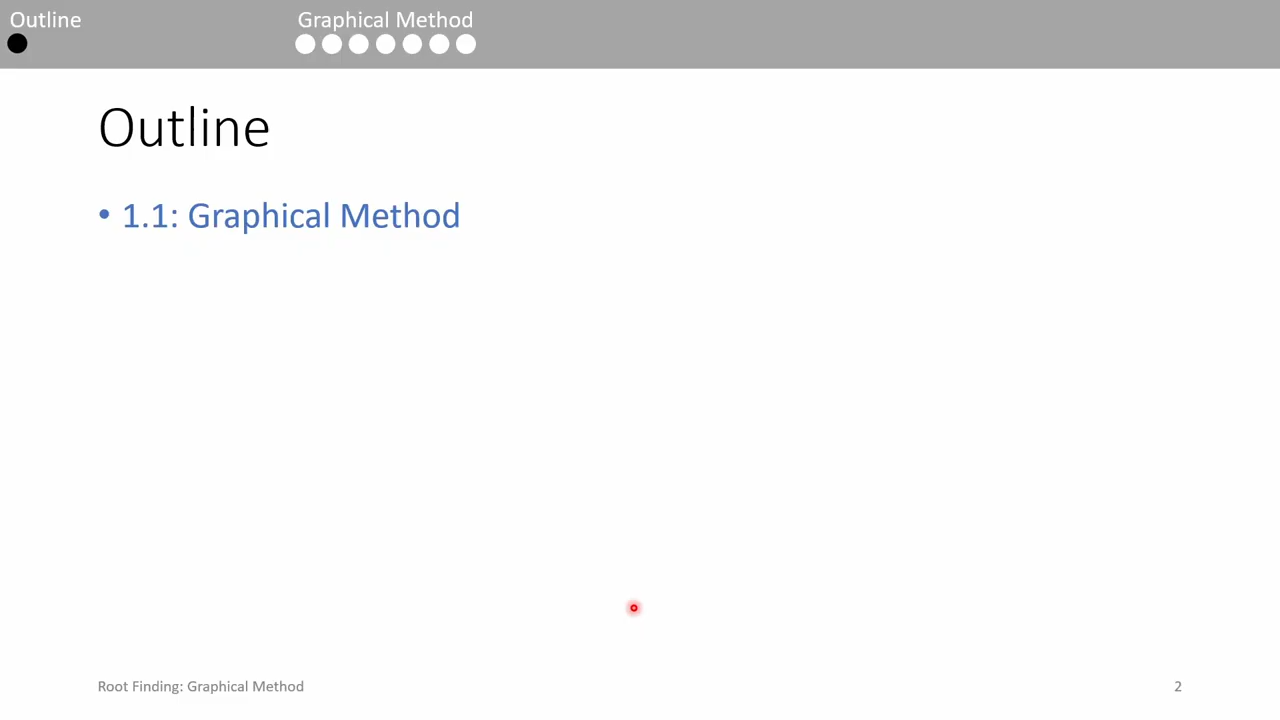 Outline
Graphical Method
Outline
• 1.1: Graphical Method
Root Finding: Graphical Method
2